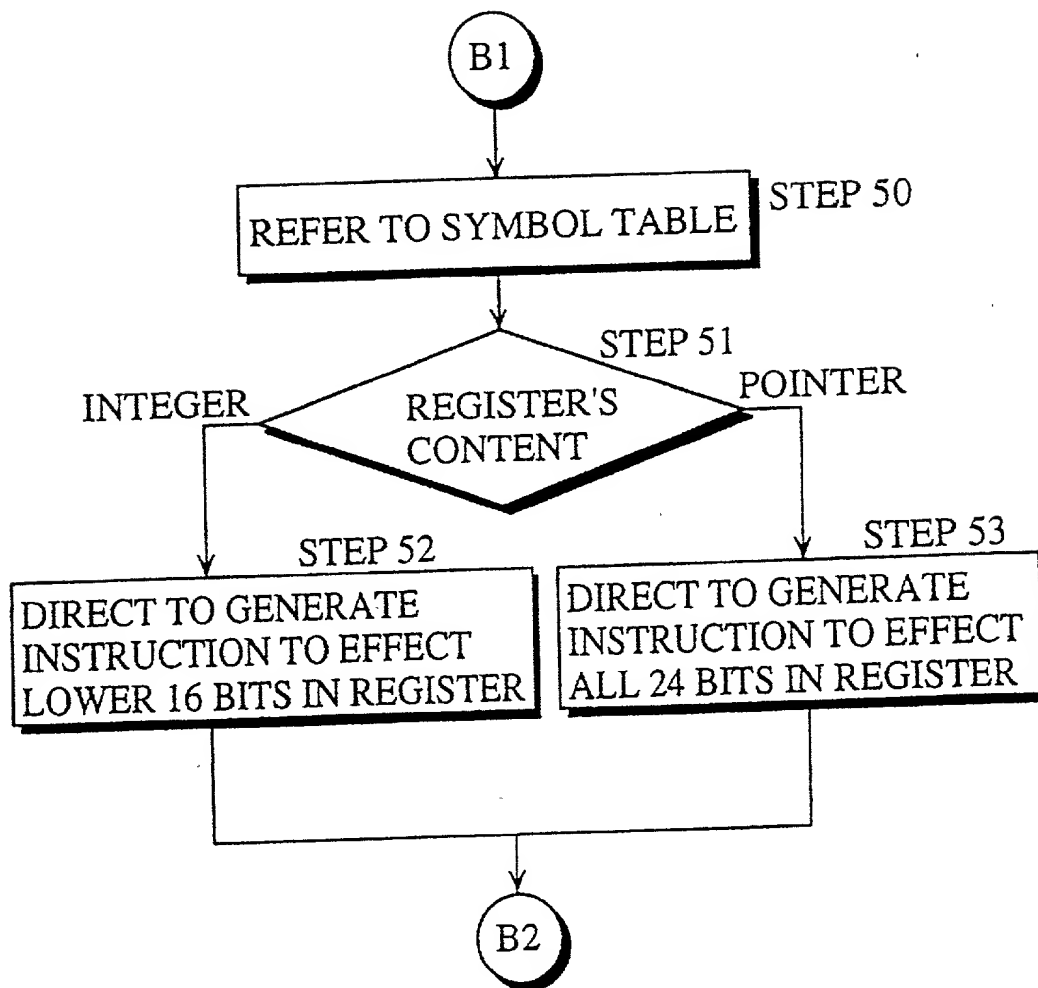 B1
STEP 50
REFER TO SYMBOL TABLE
STEP 51
INTEGER
POINTER
REGISTER'S
CONTENT
STEP 52
DIRECT TO GENERATE
INSTRUCTION TO EFFECT
LOWER 16 BITS IN REGISTER
STEP 53
DIRECT TO GENERATE
INSTRUCTION TO EFFECT
ALL 24 BITS IN REGISTER
B2